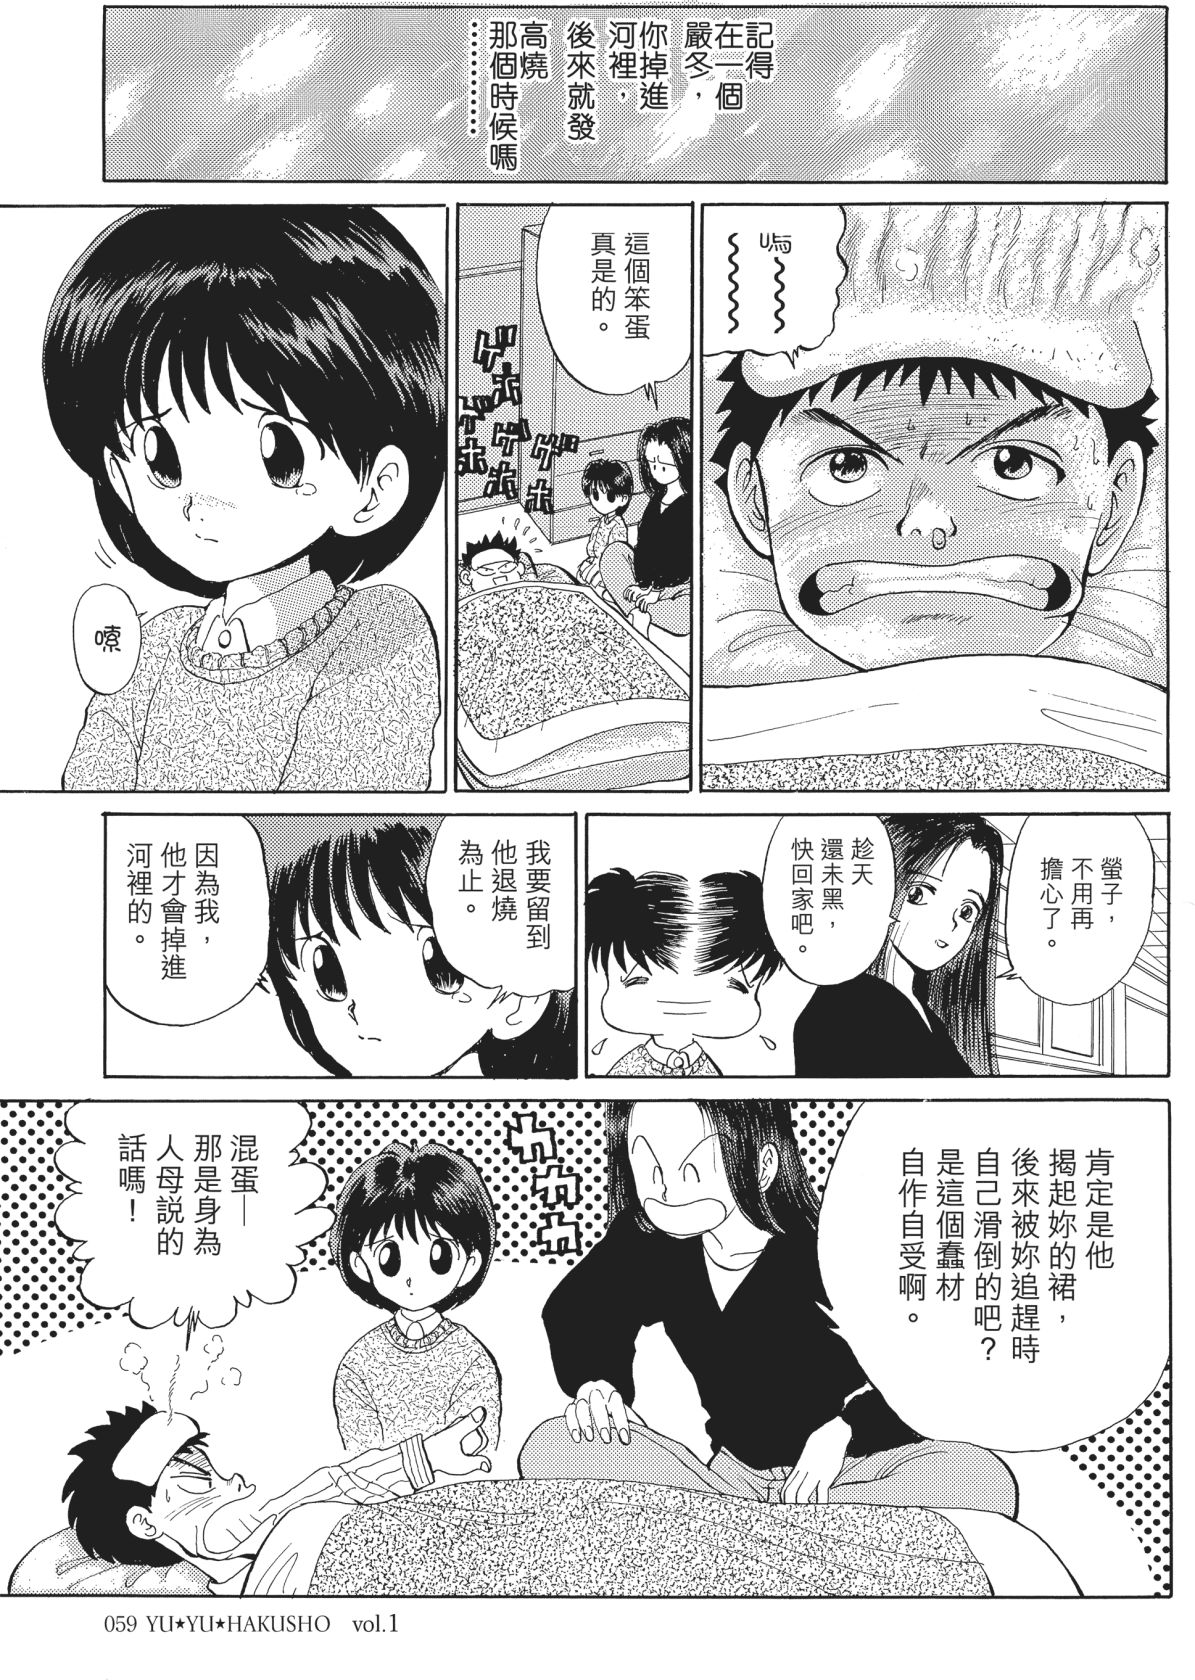 記得
在一個
嚴冬，
你掉進
河裡，
後來就發
高燒
那個時候嗎
…………
嗚
這個笨蛋
真是的。
ゲホ
ゲホ
ゲホ
ゲホ
嗦
螢子，
不用再
擔心了。
趁天
還未黑，
快回家吧。
我要留到
他退燒
為止。
因為我，
他才會掉進
河裡的。
肯定是他
揭起妳的裙，
後來被妳追趕時
自己滑倒的吧？
是這個蠢材
自作自受啊。
カカカ
混蛋—
那是身為
人母說的
話嗎！
059 YU★YU★HAKUSHO vol.1